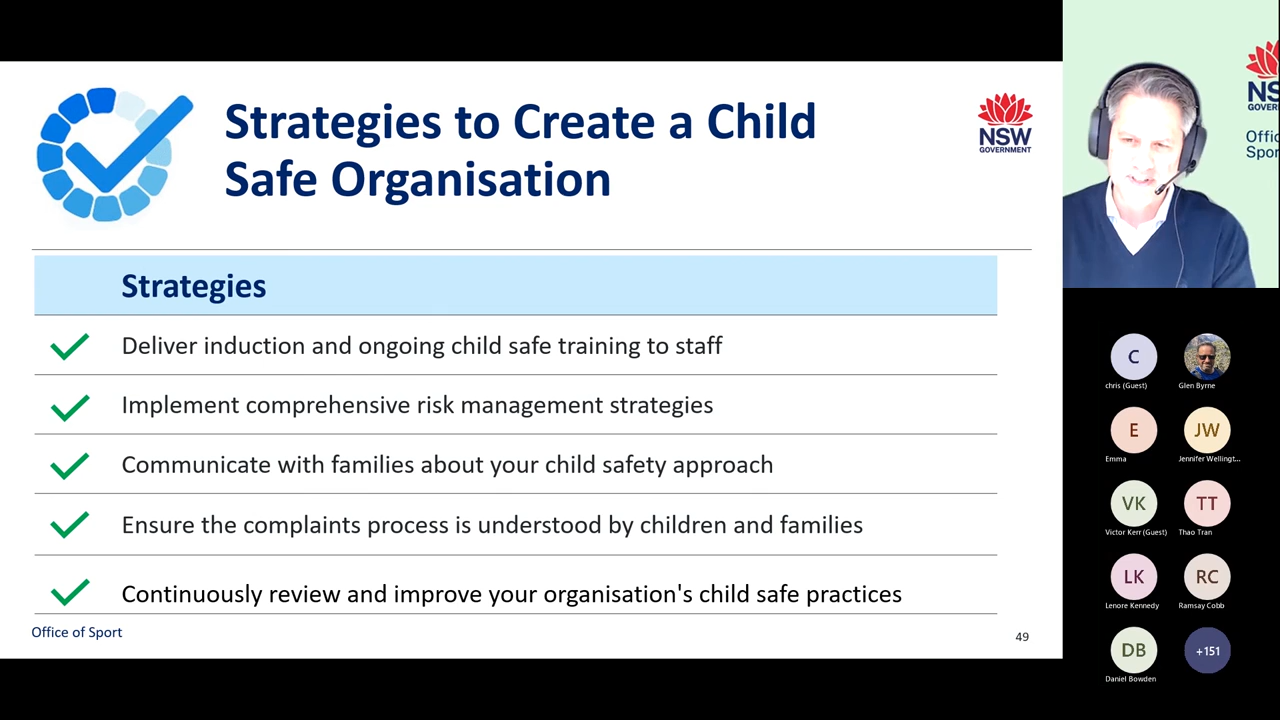 Strategies to Create a Child
Safe Organisation
NSW
GOVERNMENT
Strategies
Deliver induction and ongoing child safe training to staff
Implement comprehensive risk management strategies
Communicate with families about your child safety approach
Ensure the complaints process is understood by children and families
Continuously review and improve your organisation's child safe practices
Office of Sport
49
NS
Offic
Spor
C
chris (Guest)
Glen Byrne
E
Emma
JW
Jennifer Wellingt...
VK
Victor Kerr (Guest)
TT
Thao Tran
LK
Lenore Kennedy
RC
Ramsay Cobb
DB
Daniel Bowden
+151